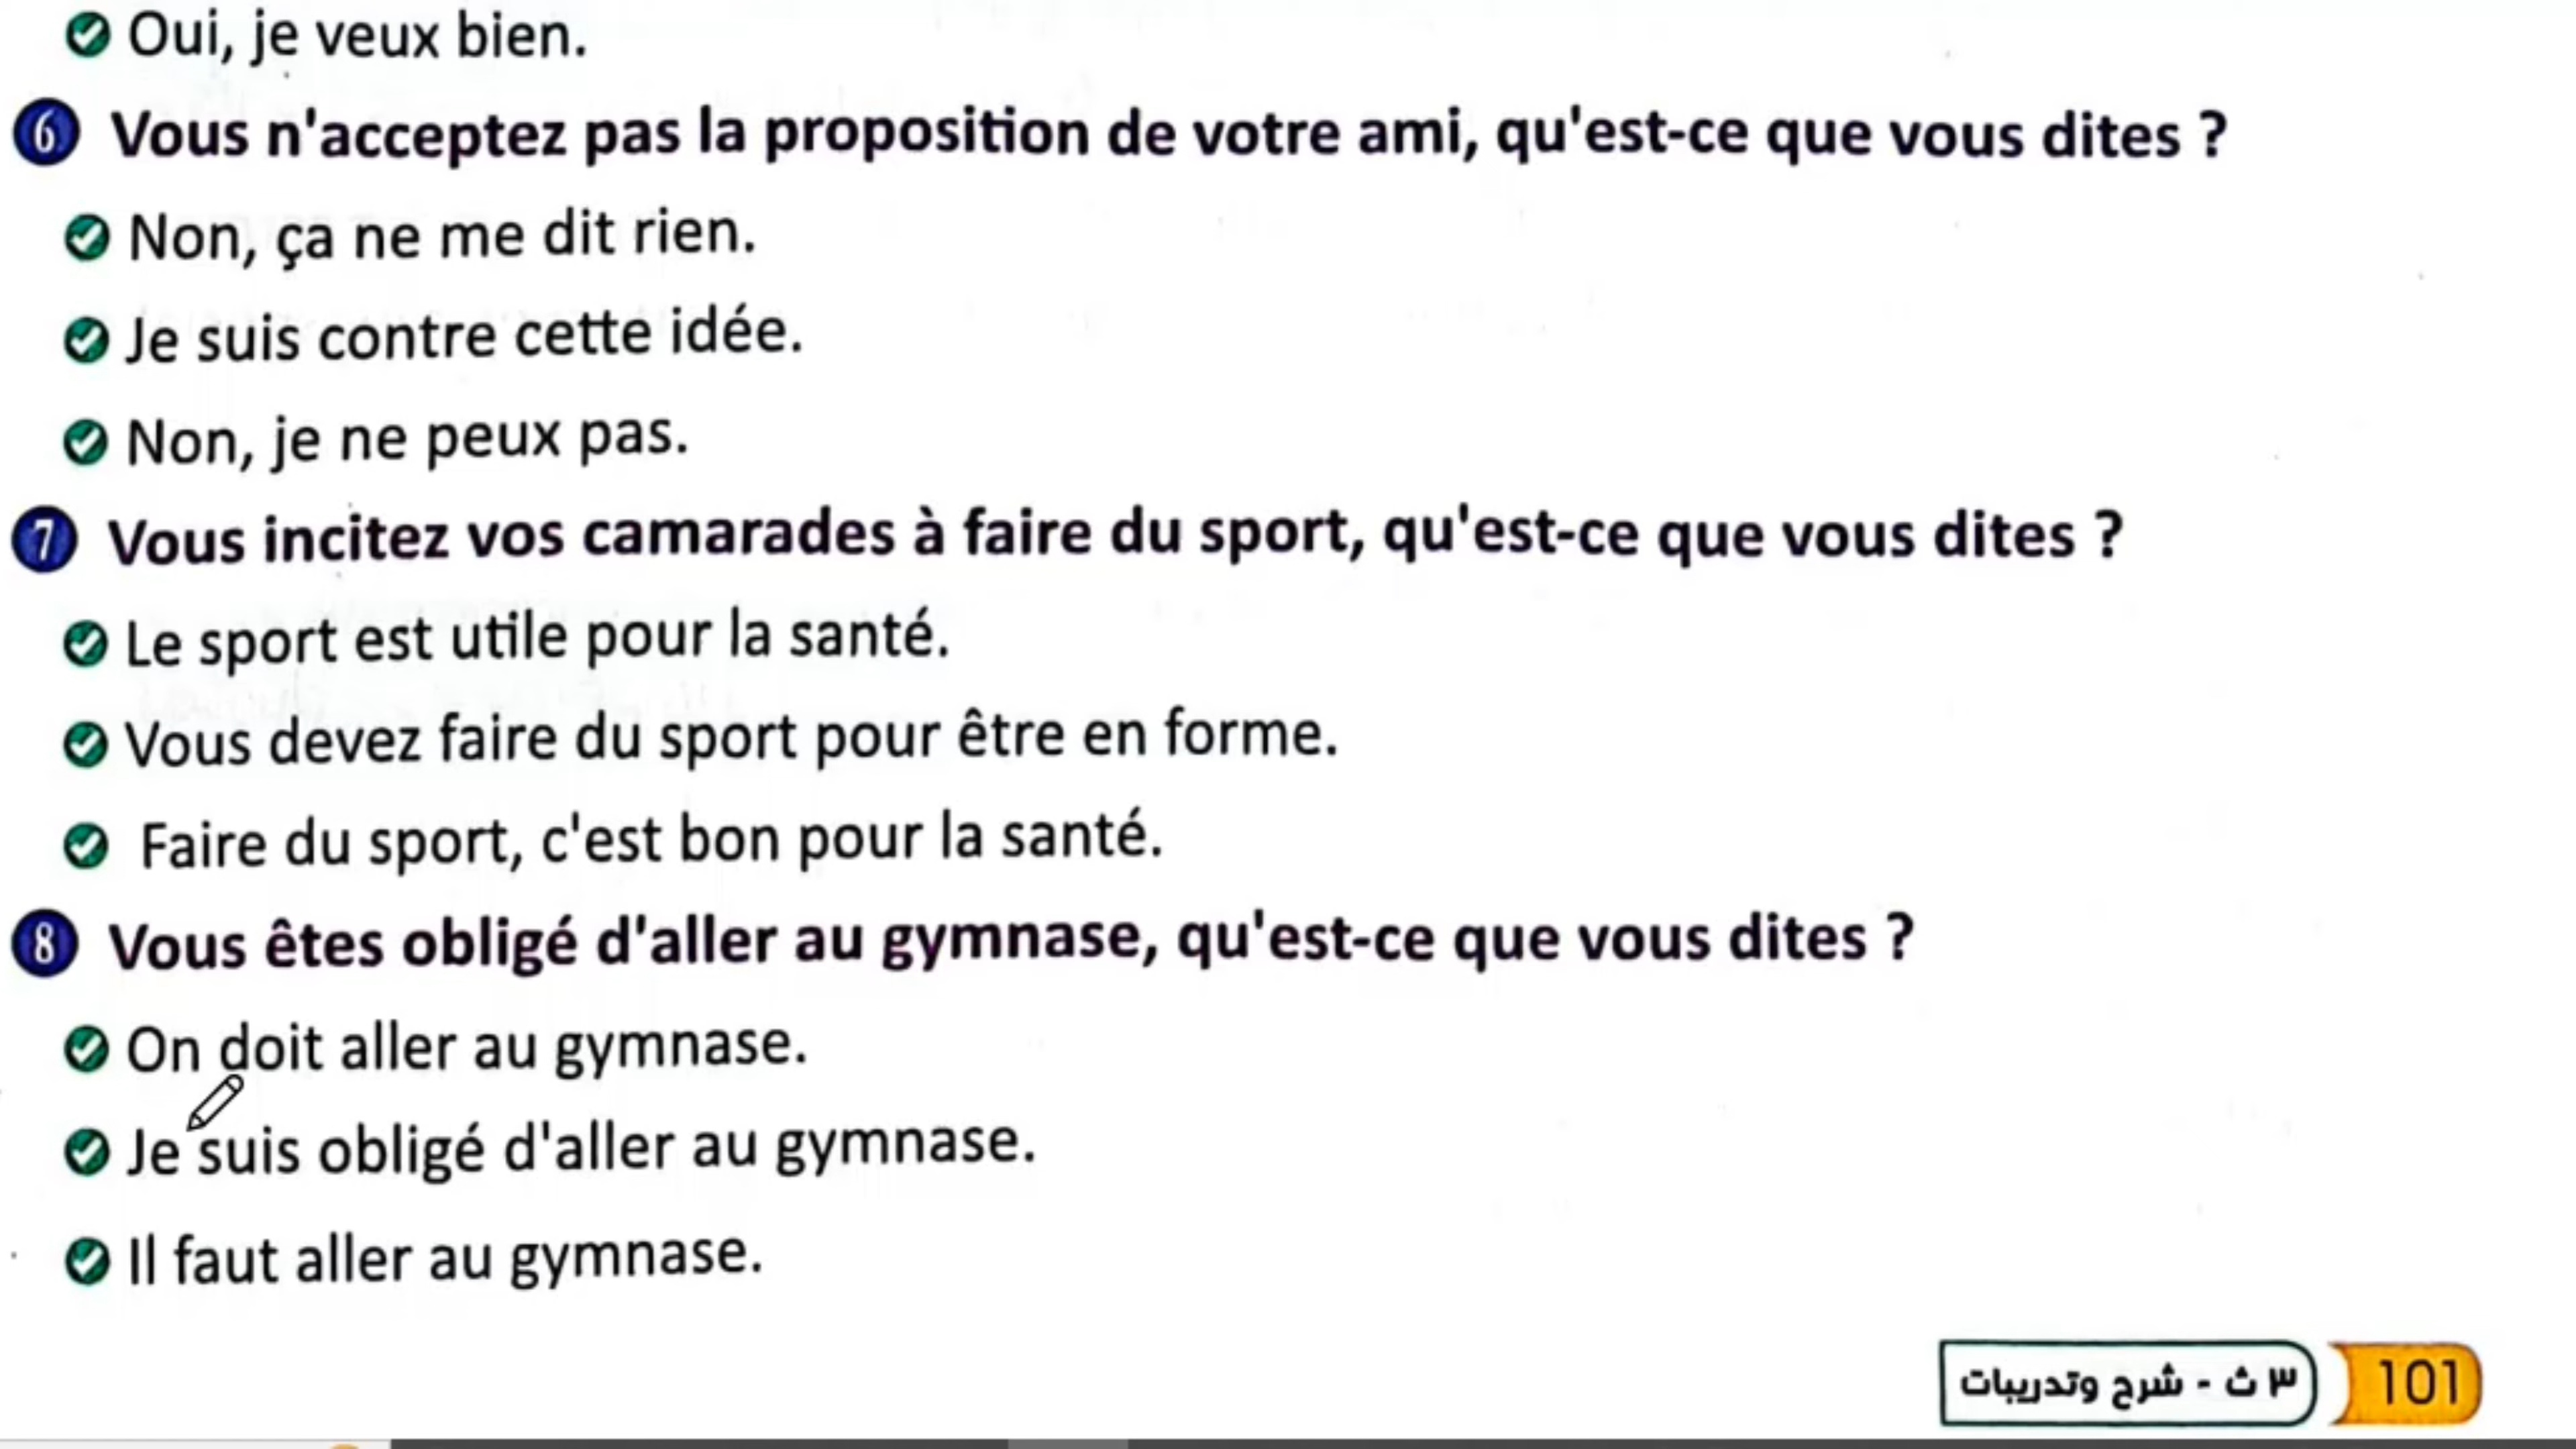 Oui, je veux bien.
6 Vous n'acceptez pas la proposition de votre ami, qu'est-ce que vous dites ?
Non, ça ne me dit rien.
Je suis contre cette idée.
Non, je ne peux pas.
7 Vous incitez vos camarades à faire du sport, qu'est-ce que vous dites ?
Le sport est utile pour la santé.
Vous devez faire du sport pour être en forme.
Faire du sport, c'est bon pour la santé.
8 Vous êtes obligé d'aller au gymnase, qu'est-ce que vous dites ?
On doit aller au gymnase.
Je suis obligé d'aller au gymnase.
Il faut aller au gymnase.
٣ ث - شرح وتدريبات
101